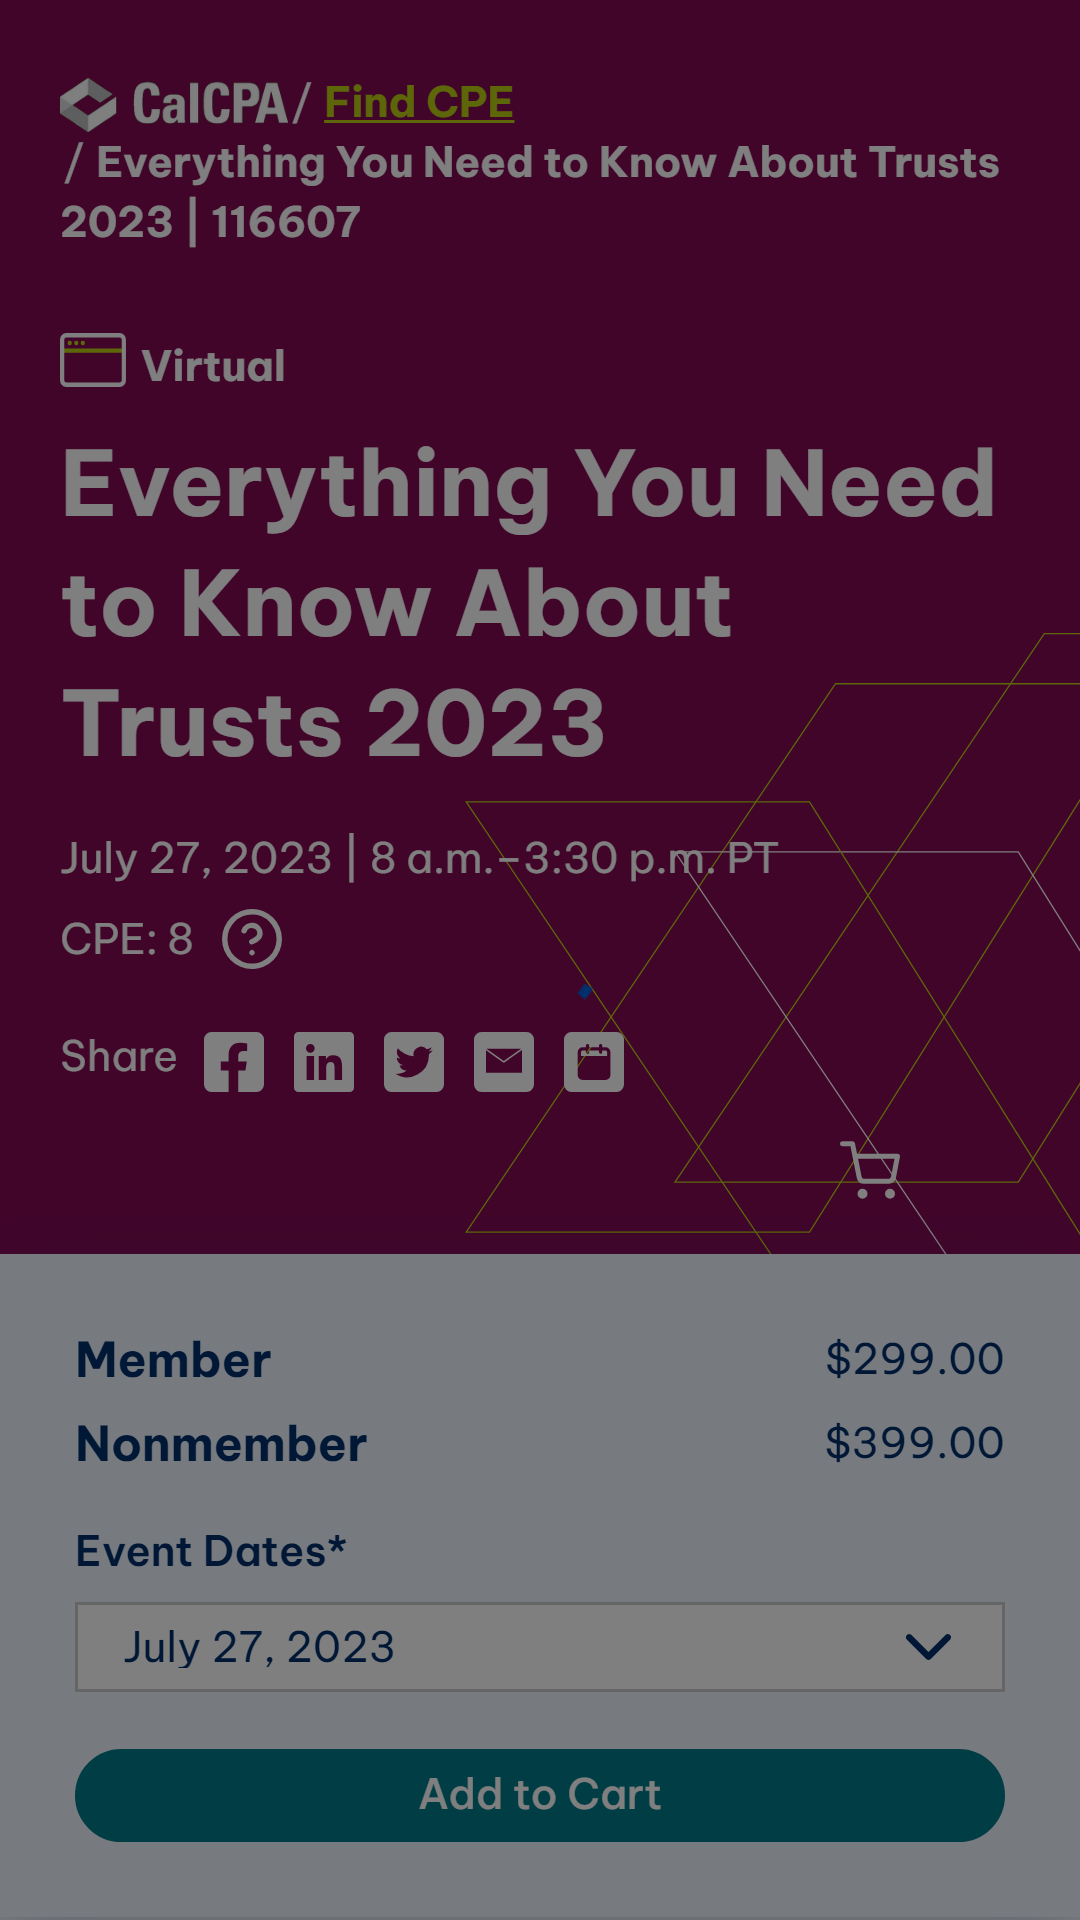 CalCPA / Find CPE
/ Everything You Need to Know About Trusts
2023 | 116607
Virtual
Everything You Need
to Know About
Trusts 2023
July 27, 2023 | 8 a.m.–3:30 p.m. PT
CPE: 8 ?
Share
Member $299.00
Nonmember $399.00
Event Dates*
July 27, 2023
Add to Cart